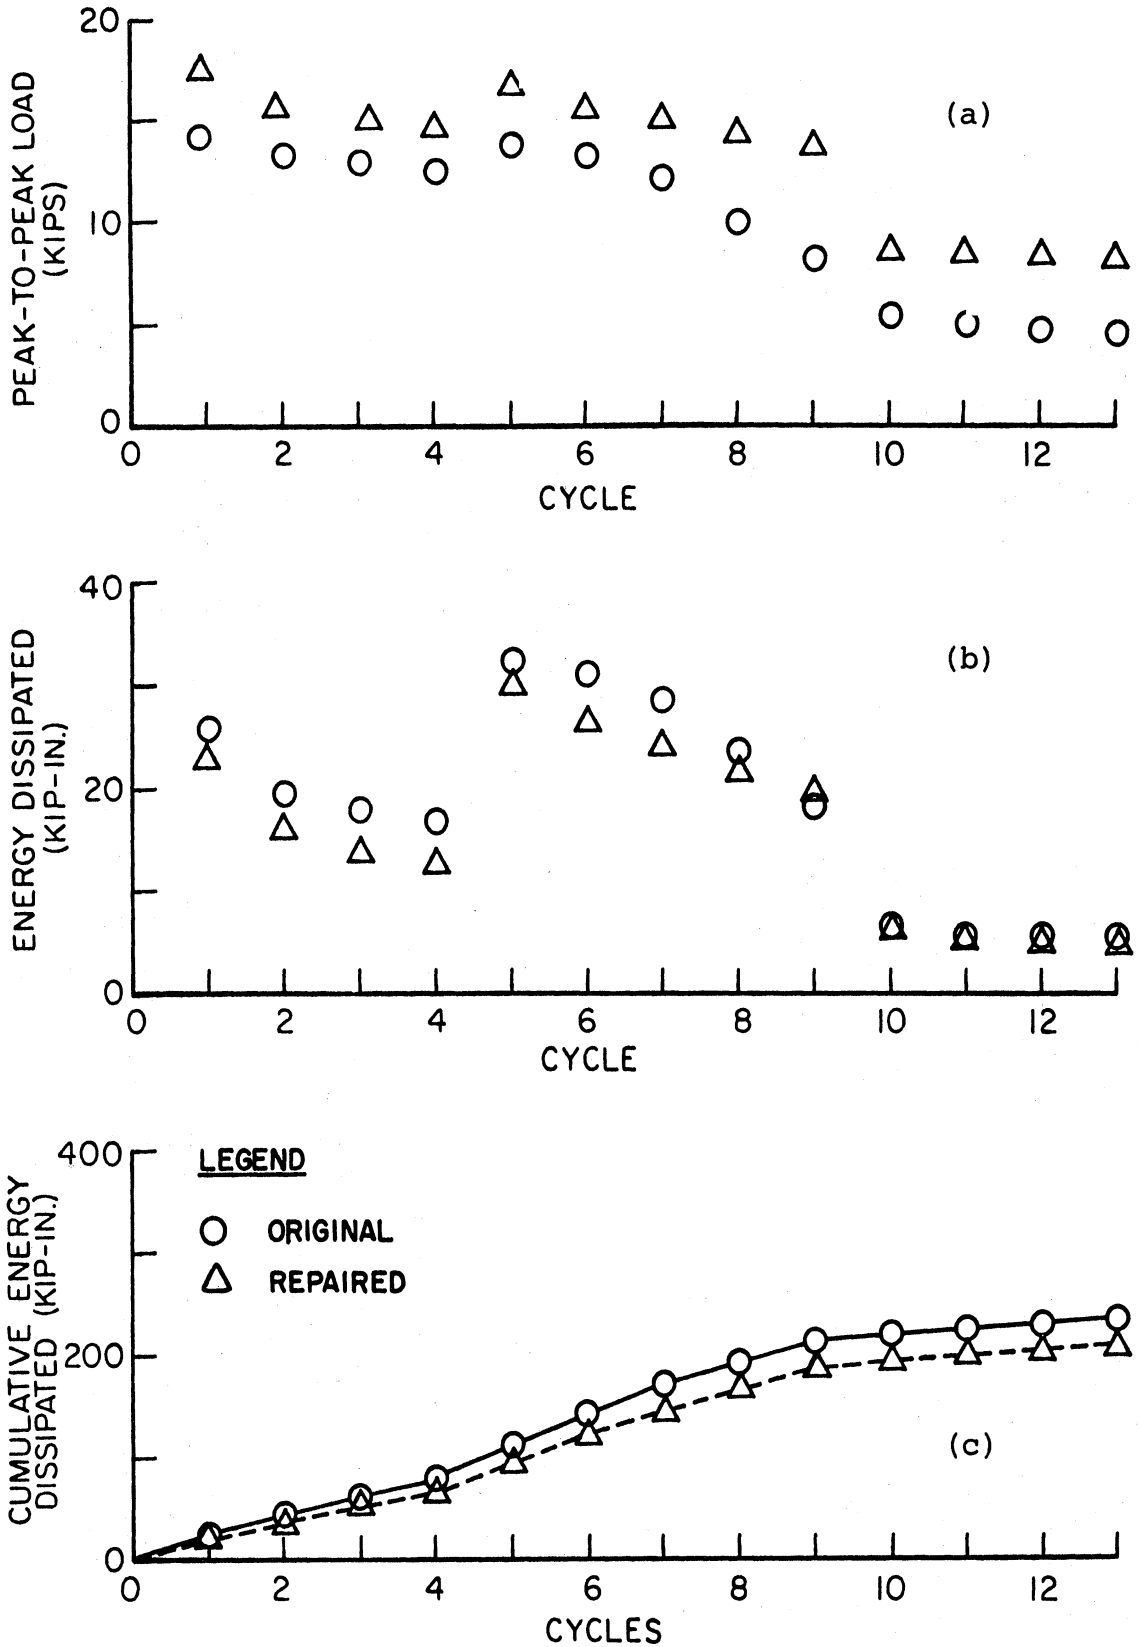 20
10
0
PEAK-TO-PEAK LOAD
(KIPS)
(a)
0 2 4 6 8 10 12
CYCLE
40
20
0
ENERGY DISSIPATED
(KIP-IN.)
(b)
0 2 4 6 8 10 12
CYCLE
400
200
0
CUMULATIVE ENERGY
DISSIPATED (KIP-IN.)
LEGEND
ORIGINAL
REPAIRED
(c)
0 2 4 6 8 10 12
CYCLES